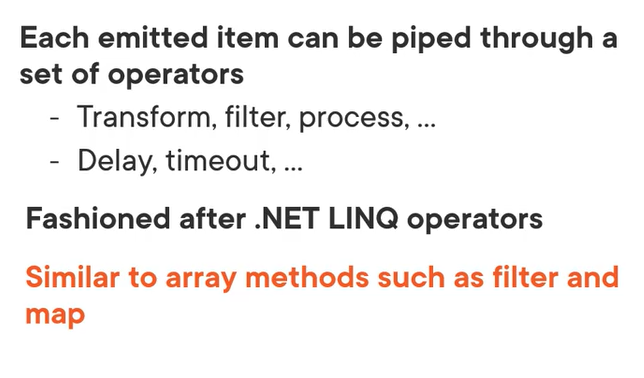 Each emitted item can be piped through a
set of operators
- Transform, filter, process, ...
- Delay, timeout, ...
Fashioned after .NET LINQ operators
Similar to array methods such as filter and
map